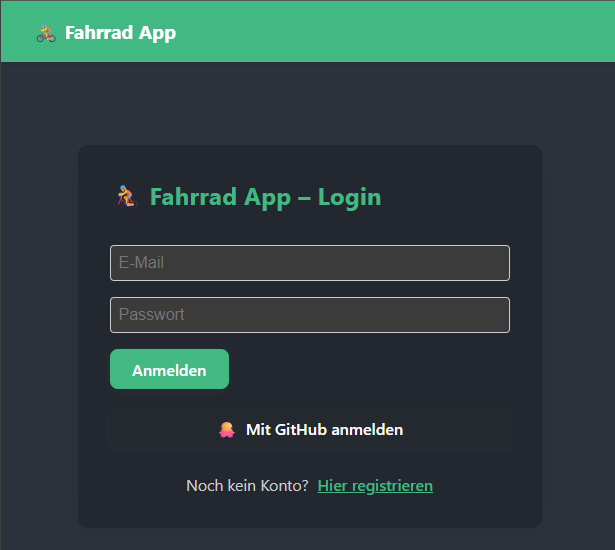 Fahrrad App
Fahrrad App – Login
E-Mail
Passwort
Anmelden
Mit GitHub anmelden
Noch kein Konto? Hier registrieren